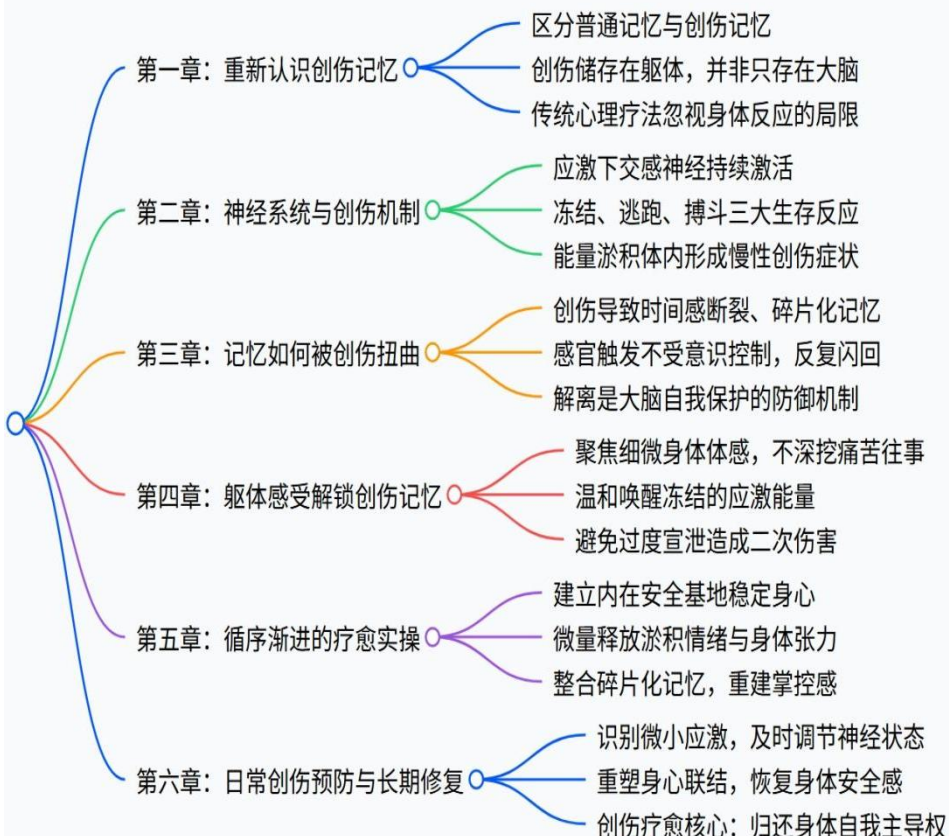 第一章：重新认识创伤记忆
区分普通记忆与创伤记忆
创伤储存在躯体，并非只存在大脑
传统心理疗法忽视身体反应的局限
第二章：神经系统与创伤机制
应激下交感神经持续激活
冻结、逃跑、搏斗三大生存反应
能量淤积体内形成慢性创伤症状
第三章：记忆如何被创伤扭曲
创伤导致时间感断裂、碎片化记忆
感官触发不受意识控制，反复闪回
解离是大脑自我保护的防御机制
第四章：躯体感受解锁创伤记忆
聚焦细微身体体感，不深挖痛苦往事
温和唤醒冻结的应激能量
避免过度宣泄造成二次伤害
第五章：循序渐进的疗愈实操
建立内在安全基地稳定身心
微量释放淤积情绪与身体张力
整合碎片化记忆，重建掌控感
第六章：日常创伤预防与长期修复
识别微小应激，及时调节神经状态
重塑身心联结，恢复身体安全感
创伤疗愈核心：归还身体自我主导权